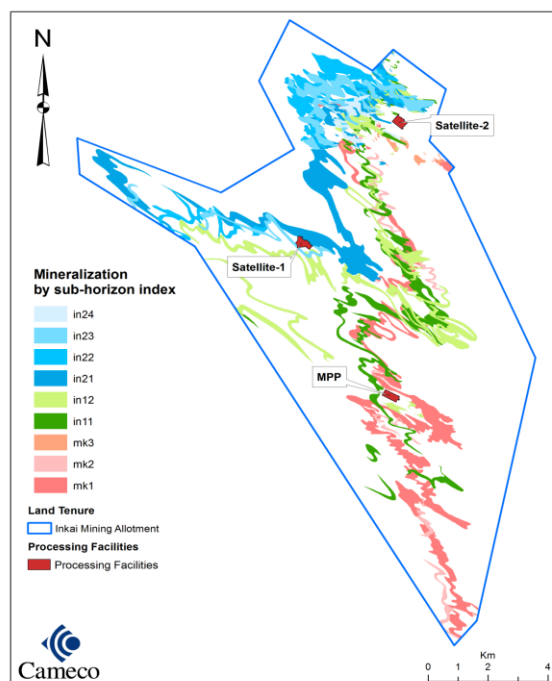 N
Satellite-2
Satellite-1
Mineralization
by sub-horizon index
in24
in23
in22
in21
in12
in11
mk3
mk2
mk1
MPP
Land Tenure
Inkai Mining Allotment
Processing Facilities
Processing Facilities
Cameco
Km
0 1 2 4